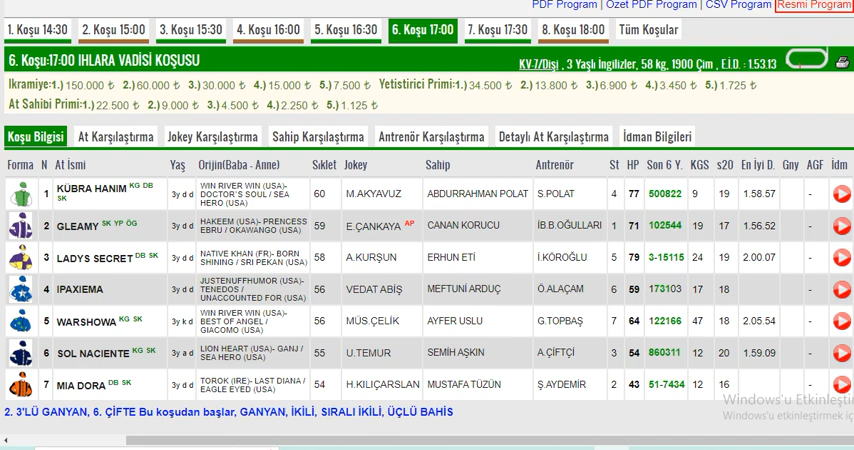 PDF Program | Özet PDF Program | CSV Program | Resmi Program
1. Koşu 14:30 2. Koşu 15:00 3. Koşu 15:30 4. Koşu 16:00 5. Koşu 16:30 6. Koşu 17:00 7. Koşu 17:30 8. Koşu 18:00 Tüm Koşular
6. Koşu:17:00 IHLARA VADİSİ KOŞUSU KV-7/Dişi , 3 Yaşlı İngilizler, 58 kg, 1900 Çim , E.İ.D. : 1.53.13
Ikramiye:1.) 150.000 ₺ 2.) 60.000 ₺ 3.) 30.000 ₺ 4.) 15.000 ₺ 5.) 7.500 ₺ Yetistirici Primi:1.) 34.500 ₺ 2.) 13.800 ₺ 3.) 6.900 ₺ 4.) 3.450 ₺ 5.) 1.725 ₺
At Sahibi Primi:1.) 22.500 ₺ 2.) 9.000 ₺ 3.) 4.500 ₺ 4.) 2.250 ₺ 5.) 1.125 ₺
Koşu Bilgisi At Karşılaştırma Jokey Karşılaştırma Sahip Karşılaştırma Antrenör Karşılaştırma Detaylı At Karşılaştırma İdman Bilgileri
Forma N At İsmi Yaş Orijin(Baba - Anne) Sıklet Jokey Sahip Antrenör St HP Son 6 Y. KGS s20 En İyi D. Gny AGF İdm
1 KÜBRA HANIM KG DB SK 3y d d WIN RIVER WIN (USA)- DOCTOR'S SOUL / SEA HERO (USA) 60 M.AKYAVUZ ABDURRAHMAN POLAT S.POLAT 4 77 500822 9 19 1.58.57 -
2 GLEAMY SK YP ÖG 3y d d HAKEEM (USA)- PRENCESS EBRU / OKAWANGO (USA) 59 E.ÇANKAYA AP CANAN KORUCU İB.B.OĞULLARI 1 71 102544 19 17 1.56.52 -
3 LADYS SECRET DB SK 3y d d NATIVE KHAN (FR)- BORN SHINING / SRI PEKAN (USA) 58 A.KURŞUN ERHUN ETİ İ.KÖROĞLU 5 79 3-15115 24 19 2.00.07 -
4 IPAXIEMA 3y a d JUSTENUFFHUMOR (USA)- TENEDOS / UNACCOUNTED FOR (USA) 56 VEDAT ABİŞ MEFTUNİ ARDUÇ Ö.ALAÇAM 6 59 173103 17 18 -
5 WARSHOWA KG SK 3y k d WIN RIVER WIN (USA)- BEST OF ANGEL / GIACOMO (USA) 56 MÜS.ÇELİK AYFER USLU G.TOPBAŞ 7 64 122166 47 18 2.05.54 -
6 SOL NACIENTE KG SK 3y a d LION HEART (USA)- GANJ / SEA HERO (USA) 55 U.TEMUR SEMİH AŞKIN A.ÇİFTÇİ 3 54 860311 12 20 1.59.09 -
7 MIA DORA DB SK 3y d d TOROK (IRE)- LAST DIANA / EAGLE EYED (USA) 54 H.KILIÇARSLAN MUSTAFA TÜZÜN Ş.AYDEMİR 2 43 51-7434 12 16 -
2. 3'LÜ GANYAN, 6. ÇİFTE Bu koşudan başlar, GANYAN, İKİLİ, SIRALI İKİLİ, ÜÇLÜ BAHİS
Windows'u Etkinleştir
Windows'u etkinleştirmek iç